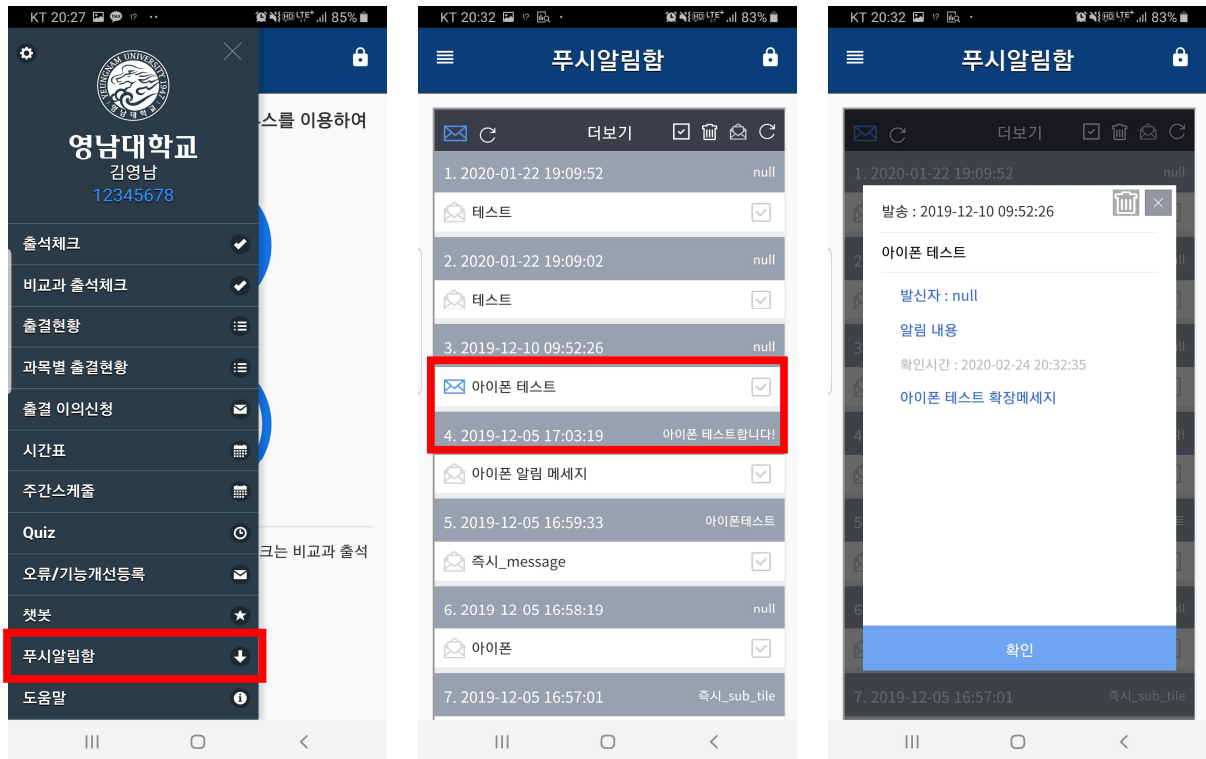 KT 20:27 85%
YEUNGNAM UNIVERSITY 1947
영남대학교
김영남
12345678
스를 이용하여
출석체크
비교과 출석체크
출결현황
과목별 출결현황
출결 이의신청
시간표
주간스케줄
Quiz
크는 비교과 출석
오류/기능개선등록
챗봇
푸시알림함
도움말
KT 20:32 83%
푸시알림함
더보기
1. 2020-01-22 19:09:52 null
테스트
2. 2020-01-22 19:09:02 null
테스트
3. 2019-12-10 09:52:26 null
아이폰 테스트
4. 2019-12-05 17:03:19 아이폰 테스트합니다!
아이폰 알림 메세지
5. 2019-12-05 16:59:33 아이폰테스트
즉시_message
6. 2019 12 05 16:58:19 null
아이폰
7. 2019-12-05 16:57:01 즉시_sub_tile
KT 20:32 83%
푸시알림함
더보기
1. 2020-01-22 19:09:52 null
발송 : 2019-12-10 09:52:26
아이폰 테스트
발신자 : null
알림 내용
확인시간 : 2020-02-24 20:32:35
아이폰 테스트 확장메세지
확인
7. 2019-12-05 16:57:01 즉시_sub_tile